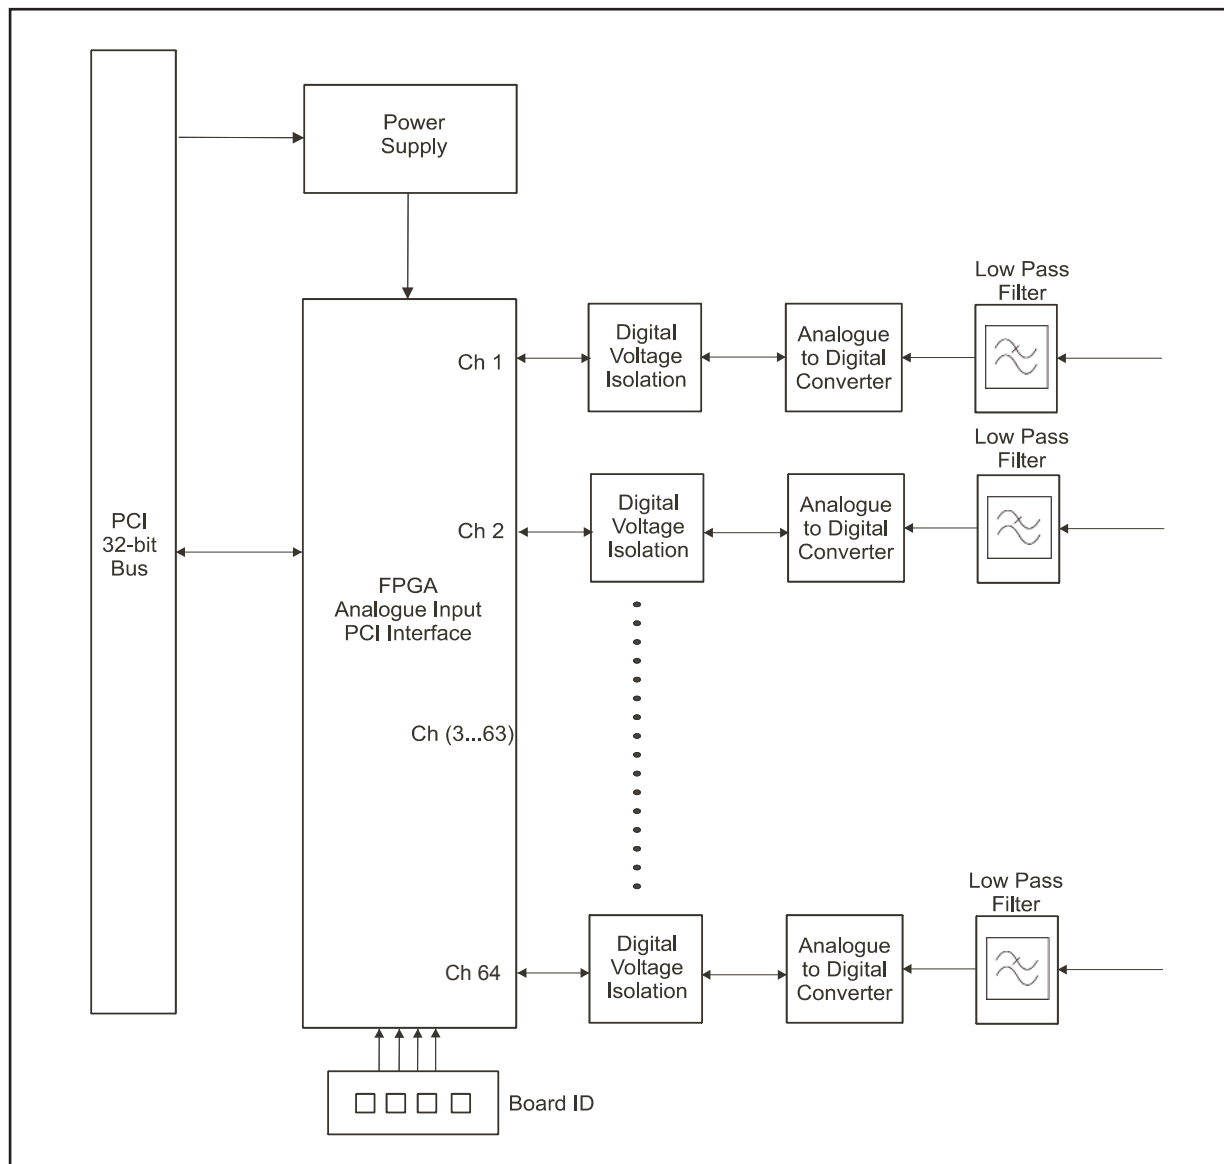 Power
Supply
Low Pass
Filter
Ch 1
Digital
Voltage
Isolation
Analogue
to Digital
Converter
Low Pass
Filter
Ch 2
Digital
Voltage
Isolation
Analogue
to Digital
Converter
PCI
32-bit
Bus
FPGA
Analogue Input
PCI Interface
Ch (3...63)
Low Pass
Filter
Ch 64
Digital
Voltage
Isolation
Analogue
to Digital
Converter
Board ID